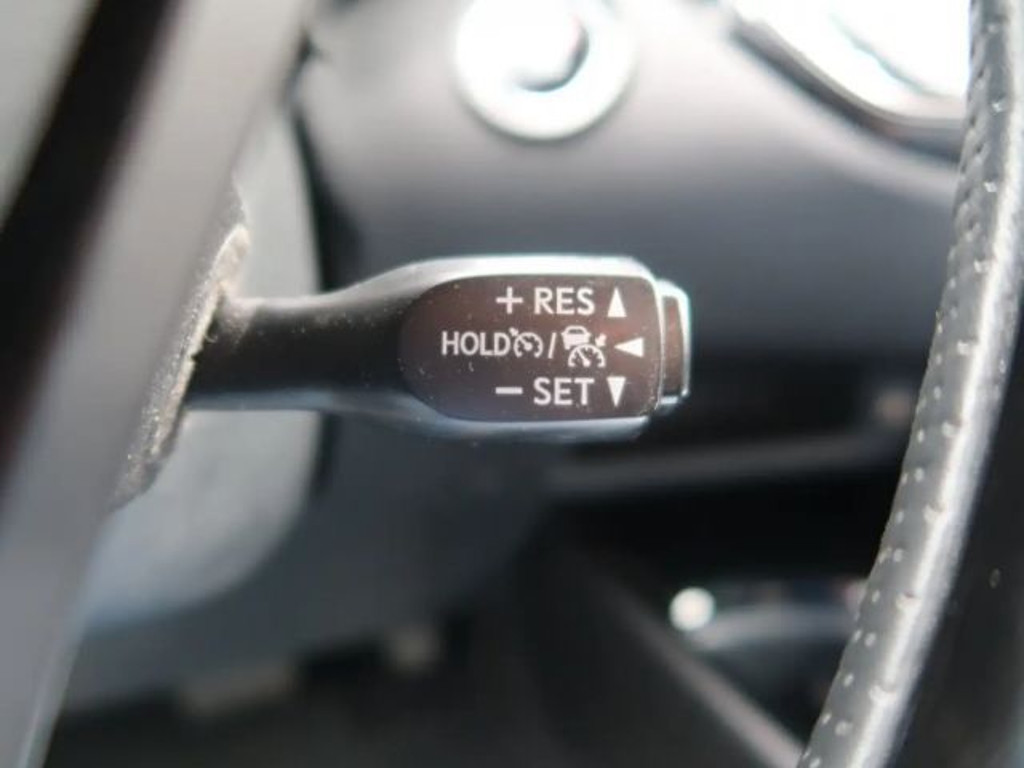 + RES ▲
HOLD / ◀
− SET ▼